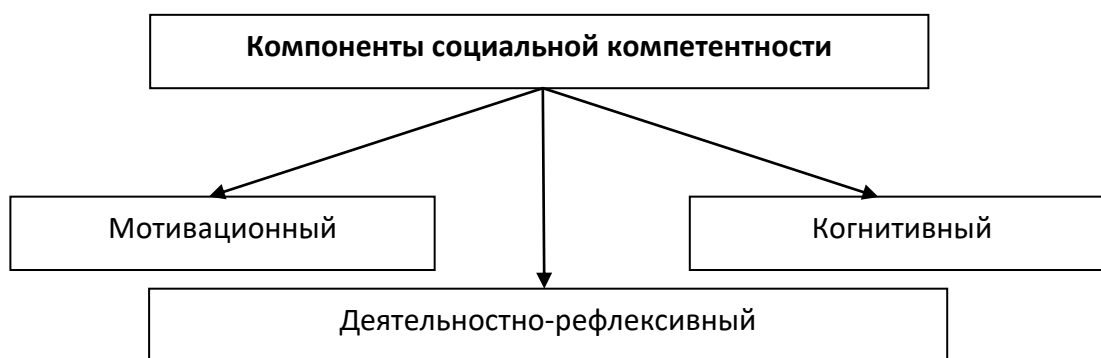 Компоненты социальной компетентности
Мотивационный
Когнитивный
Деятельностно-рефлексивный